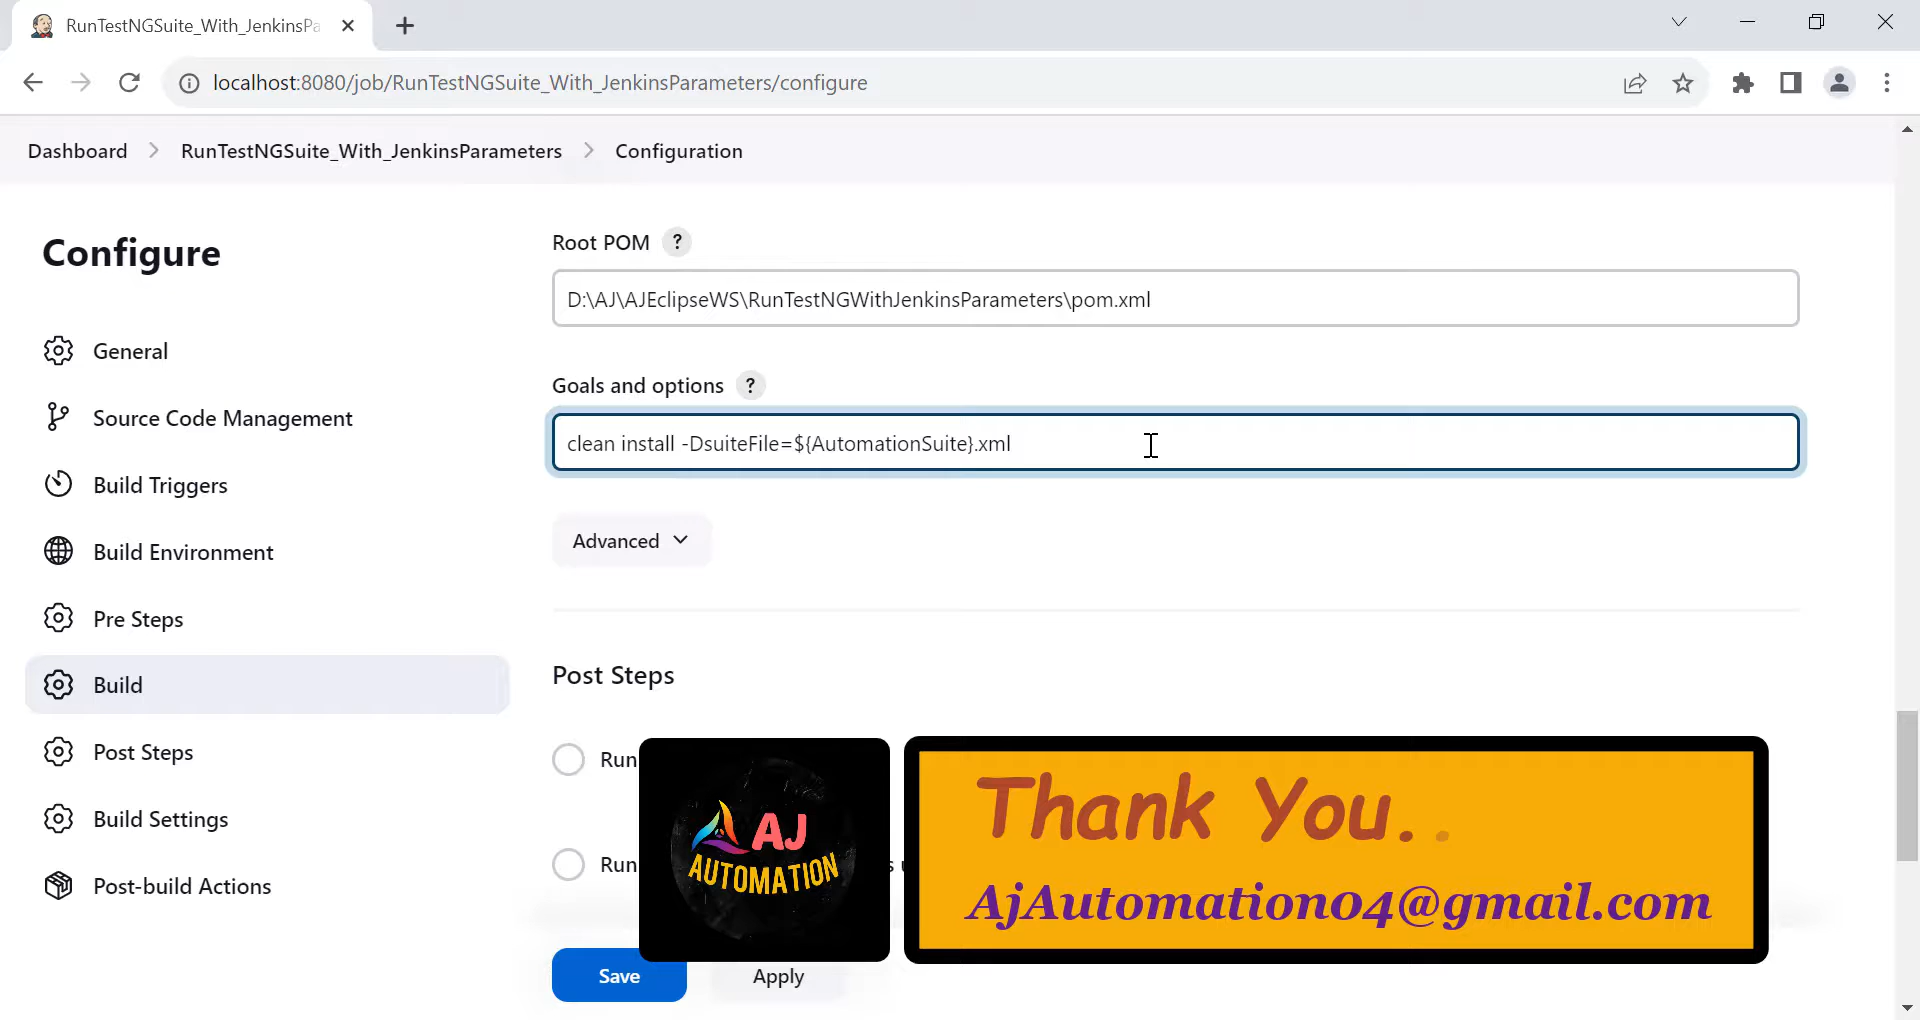 RunTestNGSuite_With_JenkinsPa
localhost:8080/job/RunTestNGSuite_With_JenkinsParameters/configure
Dashboard RunTestNGSuite_With_JenkinsParameters Configuration
Configure
General
Source Code Management
Build Triggers
Build Environment
Pre Steps
Build
Post Steps
Build Settings
Post-build Actions
Root POM ?
D:\AJ\AJEclipseWS\RunTestNGWithJenkinsParameters\pom.xml
Goals and options ?
clean install -DsuiteFile=${AutomationSuite}.xml
Advanced
Post Steps
Run
Run
Save Apply
AJ
AUTOMATION
Thank You..
AjAutomation04@gmail.com